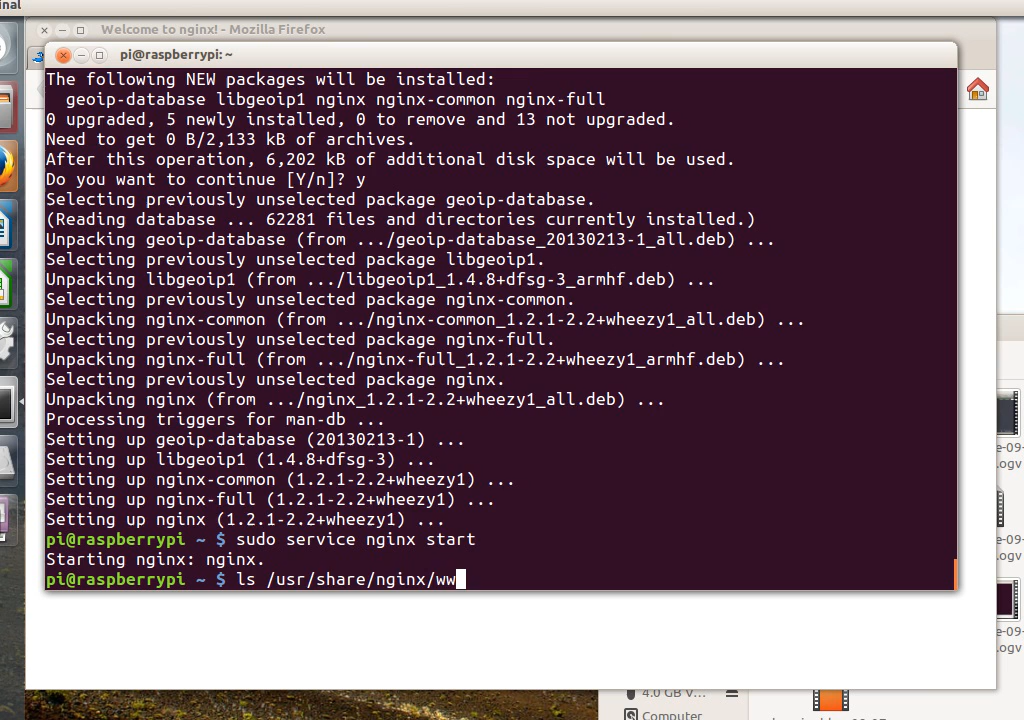 nal
Welcome to nginx! - Mozilla Firefox
pi@raspberrypi: ~
The following NEW packages will be installed:
geoip-database libgeoip1 nginx nginx-common nginx-full
0 upgraded, 5 newly installed, 0 to remove and 13 not upgraded.
Need to get 0 B/2,133 kB of archives.
After this operation, 6,202 kB of additional disk space will be used.
Do you want to continue [Y/n]? y
Selecting previously unselected package geoip-database.
(Reading database ... 62281 files and directories currently installed.)
Unpacking geoip-database (from .../geoip-database_20130213-1_all.deb) ...
Selecting previously unselected package libgeoip1.
Unpacking libgeoip1 (from .../libgeoip1_1.4.8+dfsg-3_armhf.deb) ...
Selecting previously unselected package nginx-common.
Unpacking nginx-common (from .../nginx-common_1.2.1-2.2+wheezy1_all.deb) ...
Selecting previously unselected package nginx-full.
Unpacking nginx-full (from .../nginx-full_1.2.1-2.2+wheezy1_armhf.deb) ...
Selecting previously unselected package nginx.
Unpacking nginx (from .../nginx_1.2.1-2.2+wheezy1_all.deb) ...
Processing triggers for man-db ...
Setting up geoip-database (20130213-1) ...
Setting up libgeoip1 (1.4.8+dfsg-3) ...
Setting up nginx-common (1.2.1-2.2+wheezy1) ...
Setting up nginx-full (1.2.1-2.2+wheezy1) ...
Setting up nginx (1.2.1-2.2+wheezy1) ...
pi@raspberrypi ~ $ sudo service nginx start
Starting nginx: nginx.
pi@raspberrypi ~ $ ls /usr/share/nginx/ww
e-09-
.ogv
e-09-
.ogv
e-09-
.ogv
4.0 GB V...
Computer